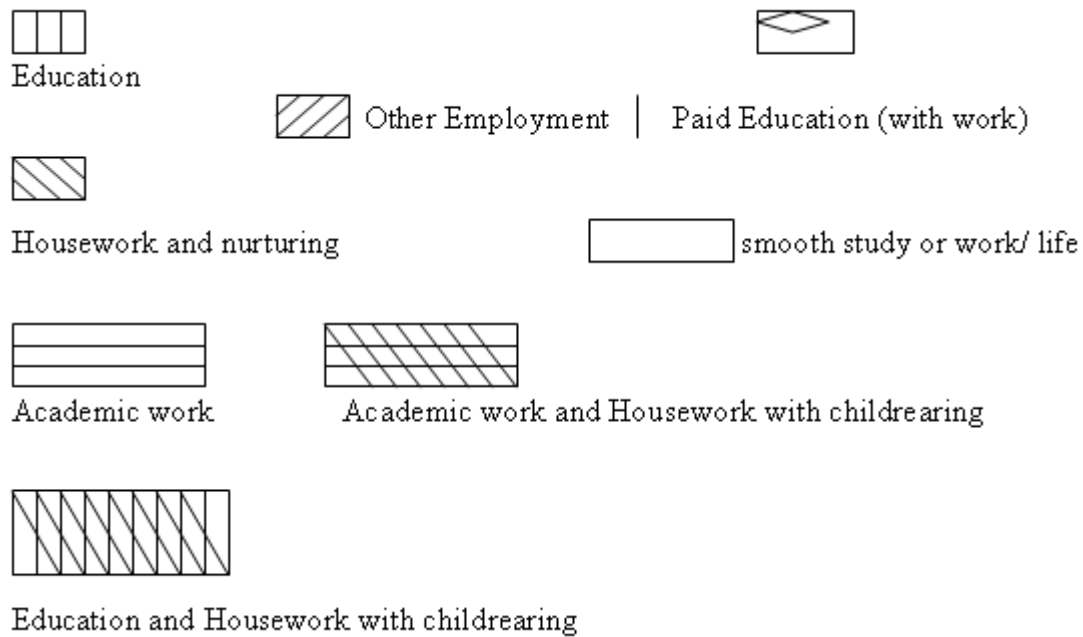 Education
Other Employment | Paid Education (with work)
Housework and nurturing
smooth study or work/ life
Academic work
Academic work and Housework with childrearing
Education and Housework with childrearing